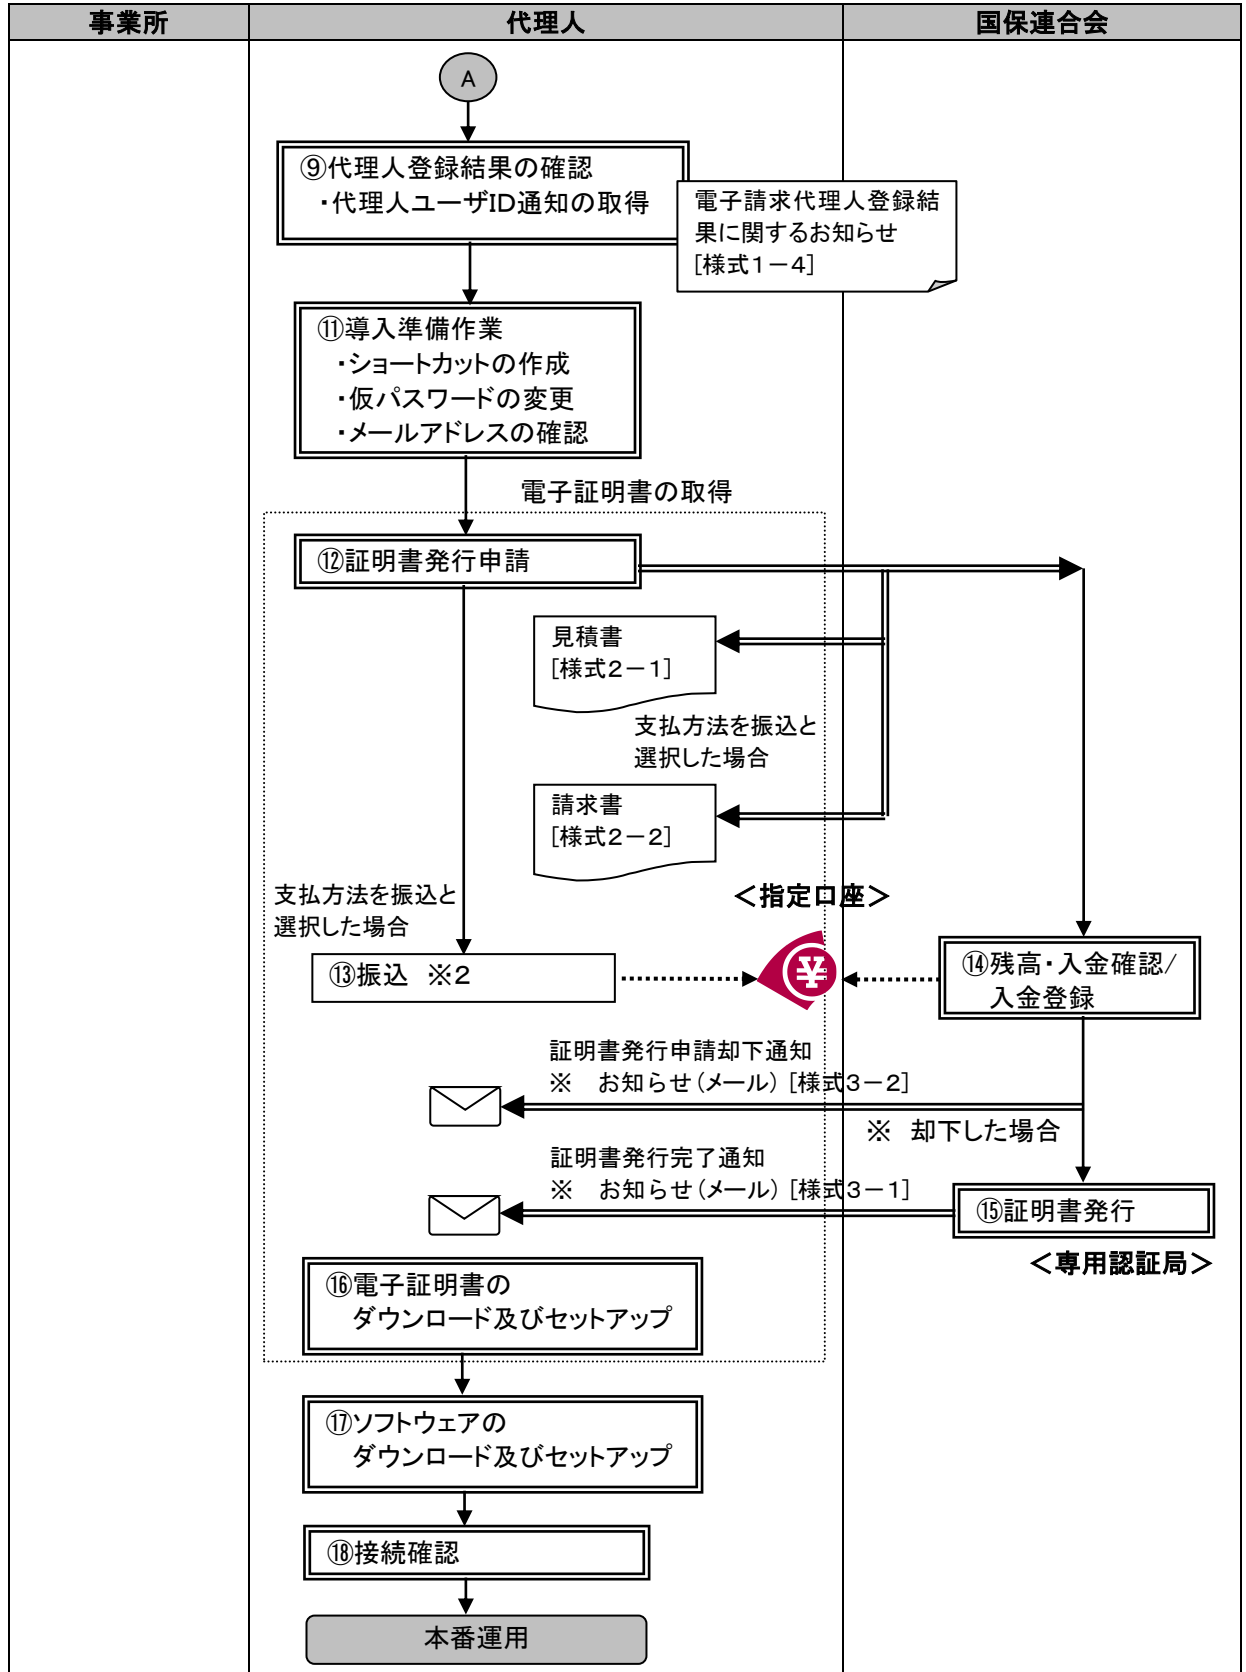 事業所
代理人
国保連合会
A
⑨代理人登録結果の確認
・代理人ユーザID通知の取得
電子請求代理人登録結
果に関するお知らせ
[様式1－4]
⑪導入準備作業
・ショートカットの作成
・仮パスワードの変更
・メールアドレスの確認
電子証明書の取得
⑫証明書発行申請
見積書
[様式2－1]
支払方法を振込と
選択した場合
請求書
[様式2－2]
＜指定口座＞
支払方法を振込と
選択した場合
⑬振込 ※2
¥
⑭残高・入金確認/
入金登録
証明書発行申請却下通知
※ お知らせ(メール) [様式3－2]
※ 却下した場合
証明書発行完了通知
※ お知らせ(メール) [様式3－1]
⑮証明書発行
＜専用認証局＞
⑯電子証明書の
ダウンロード及びセットアップ
⑰ソフトウェアの
ダウンロード及びセットアップ
⑱接続確認
本番運用